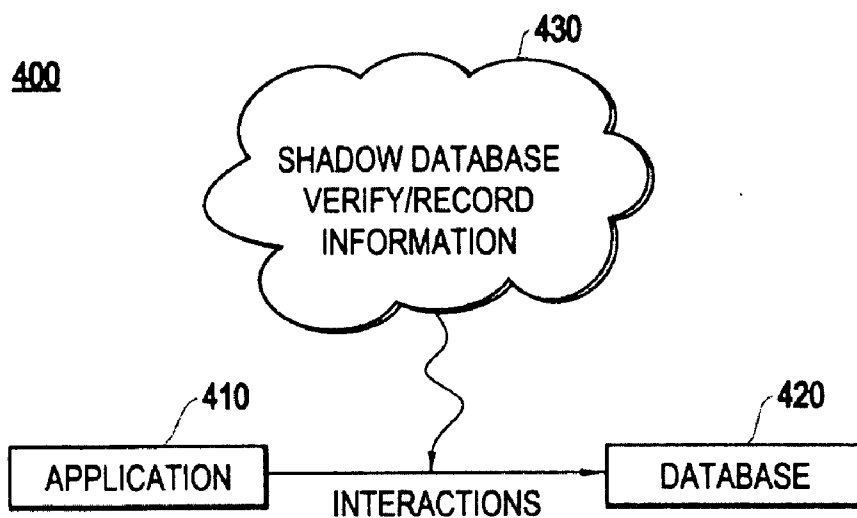 430
400
SHADOW DATABASE
VERIFY/RECORD
INFORMATION
410
420
APPLICATION
DATABASE
INTERACTIONS